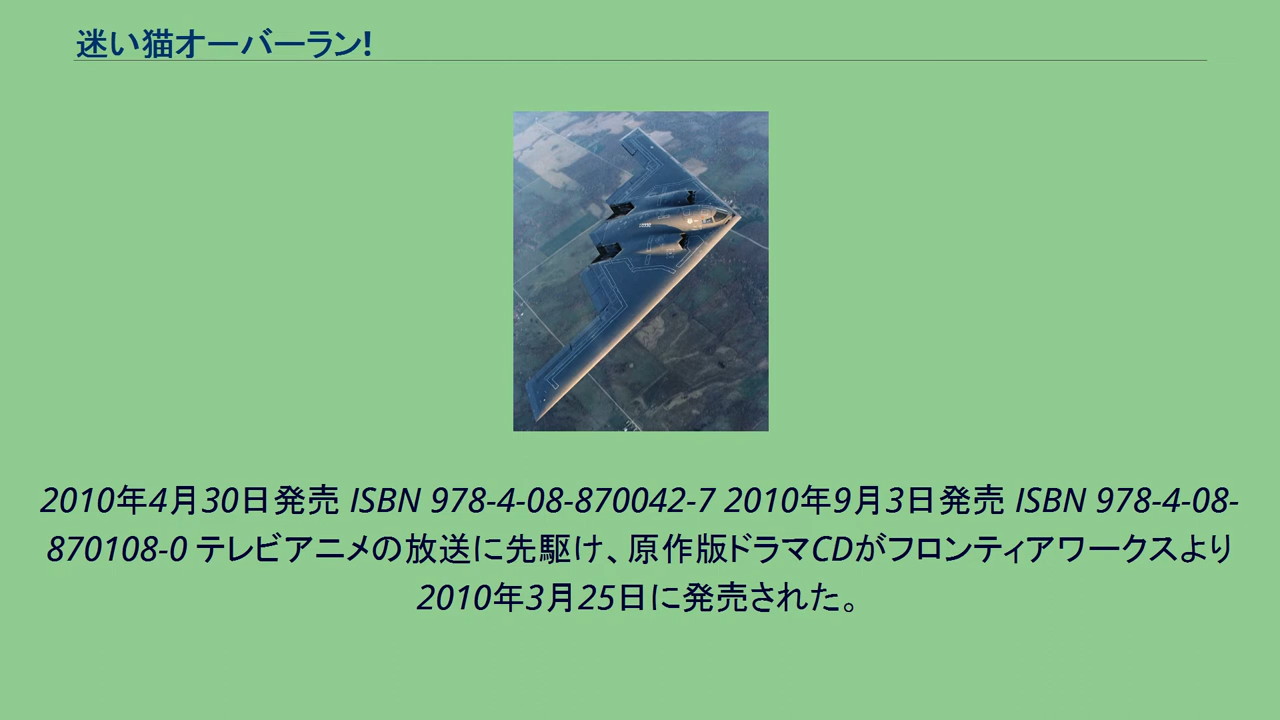 迷い猫オーバーラン!
2010年4月30日発売 ISBN 978-4-08-870042-7 2010年9月3日発売 ISBN 978-4-08-
870108-0 テレビアニメの放送に先駆け、原作版ドラマCDがフロンティアワークスより
2010年3月25日に発売された。